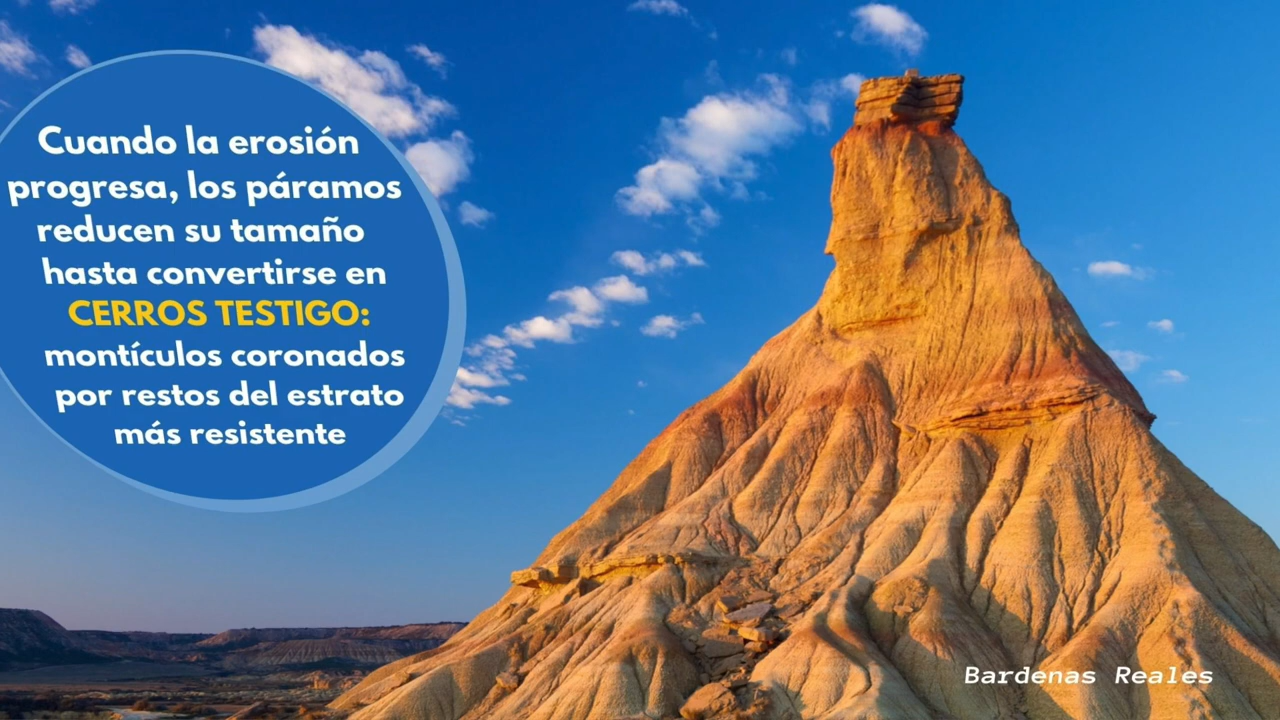 Cuando la erosión
progresa, los páramos
reducen su tamaño
hasta convertirse en
CERROS TESTIGO:
montículos coronados
por restos del estrato
más resistente
Bardenas Reales